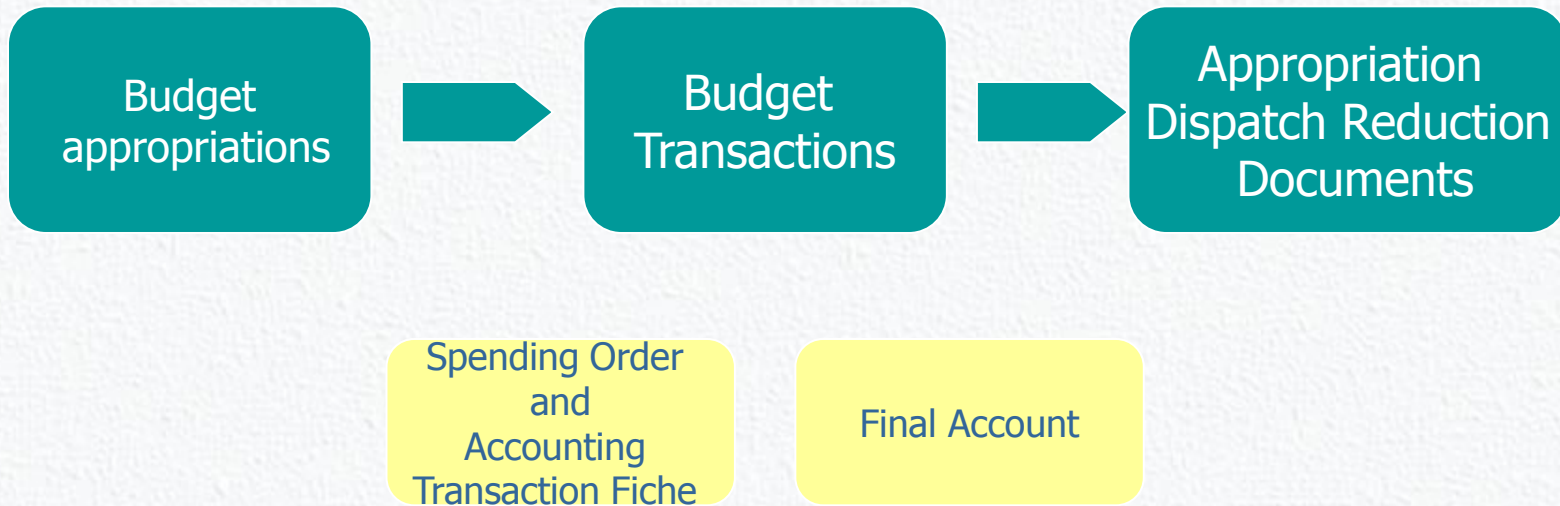 Budget
appropriations
Budget
Transactions
Appropriation
Dispatch Reduction
Documents
Spending Order
and
Accounting
Transaction Fiche
Final Account